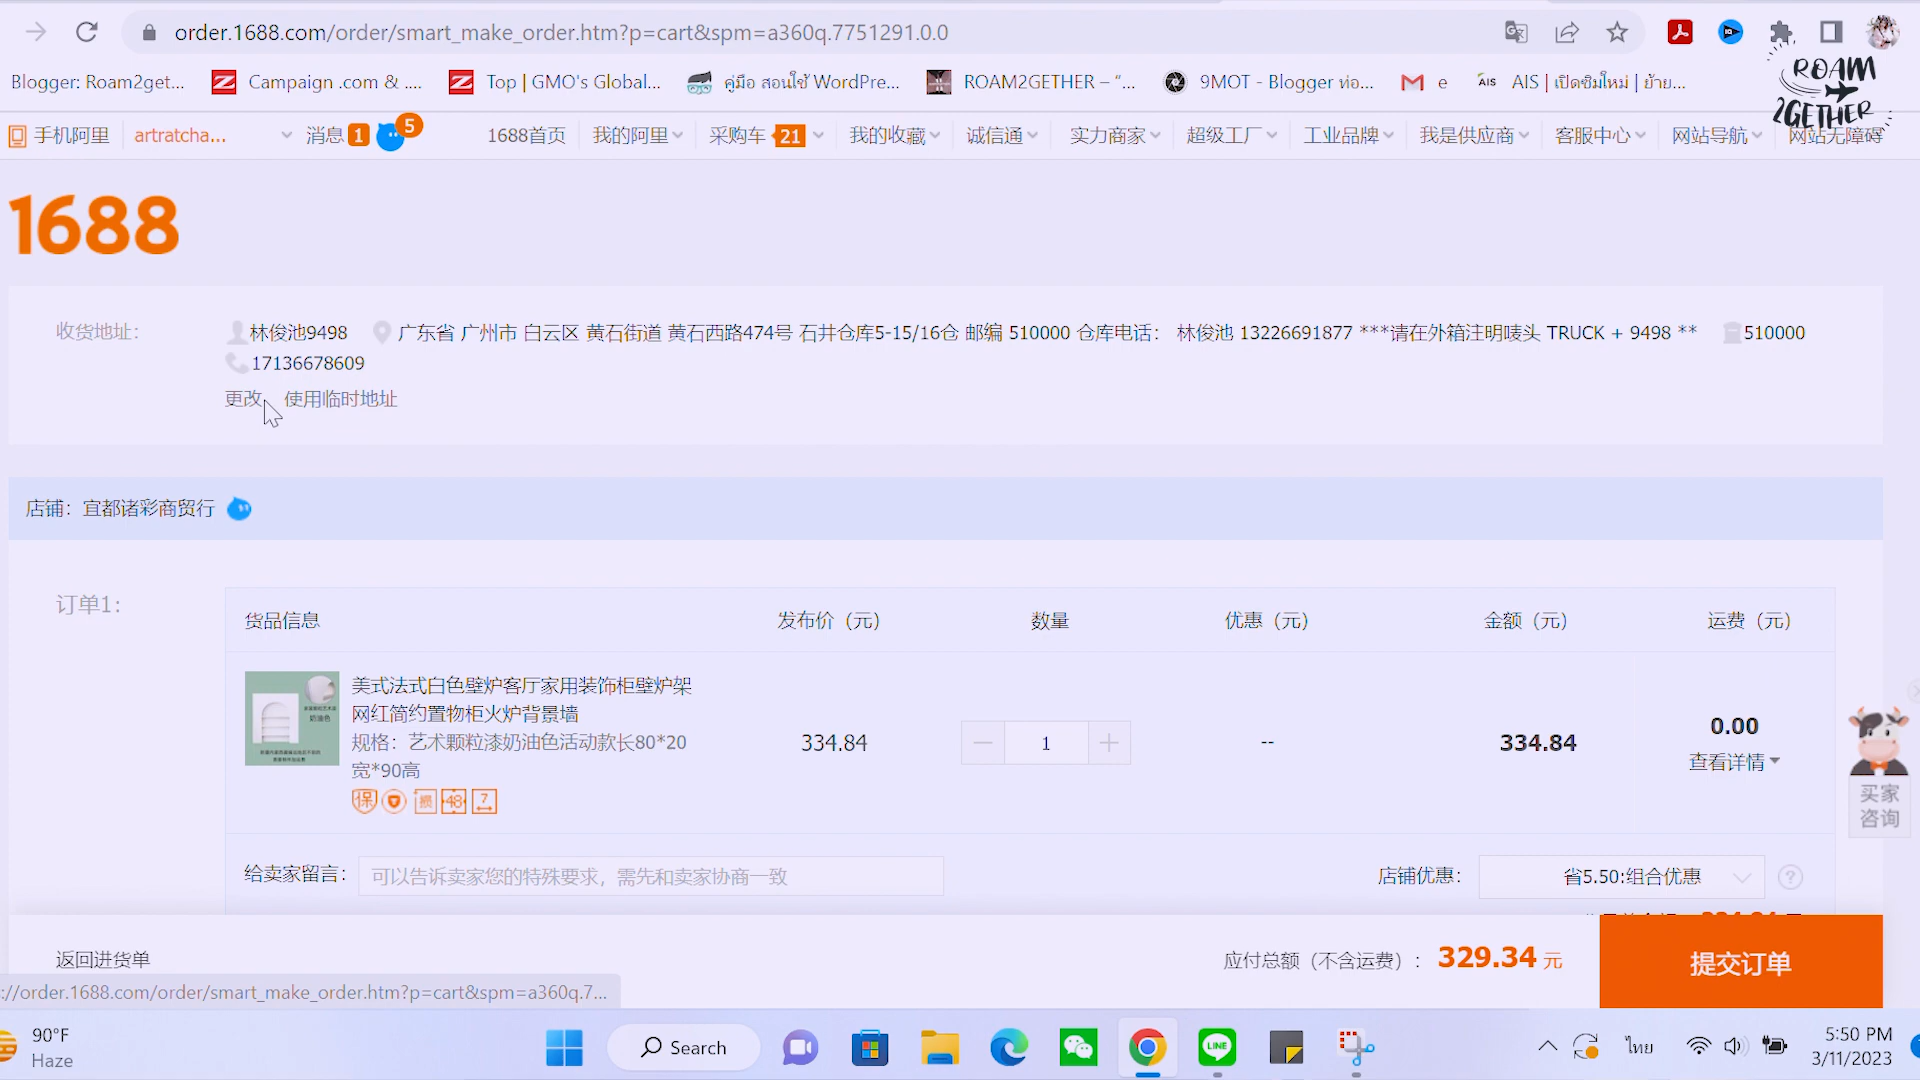 order.1688.com/order/smart_make_order.htm?p=cart&spm=a360q.7751291.0.0
Blogger: Roam2get... Campaign .com & .... Top | GMO's Global... คู่มือ สอนใช้ WordPre... ROAM2GETHER – “... 9MOT - Blogger ท่อ... e AIS AIS | เปิดซิมใหม่ | ย้าย...
ROAM
2GETHER
手机阿里 artratcha... 消息 1 5 1688首页 我的阿里 采购车 21 我的收藏 诚信通 实力商家 超级工厂 工业品牌 我是供应商 客服中心 网站导航 网站无障碍
1688
收货地址： 林俊池9498 广东省 广州市 白云区 黄石街道 黄石西路474号 石井仓库5-15/16仓 邮编 510000 仓库电话： 林俊池 13226691877 ***请在外箱注明唛头 TRUCK + 9498 ** 510000
17136678609
更改 使用临时地址
店铺：宜都诸彩商贸行
订单1：
货品信息 发布价（元） 数量 优惠（元） 金额（元） 运费（元）
美式法式白色壁炉客厅家用装饰柜壁炉架
网红简约置物柜火炉背景墙
规格：艺术颗粒漆奶油色活动款长80*20
宽*90高
334.84 1 -- 334.84 0.00
查看详情
奶油色
保 损 48 7
买家
咨询
给卖家留言： 可以告诉卖家您的特殊要求，需先和卖家协商一致 店铺优惠： 省5.50:组合优惠 ?
返回进货单 应付总额（不含运费）： 329.34 元 提交订单
://order.1688.com/order/smart_make_order.htm?p=cart&spm=a360q.7...
90°F
Haze
Search
LINE
ไทย
5:50 PM
3/11/2023